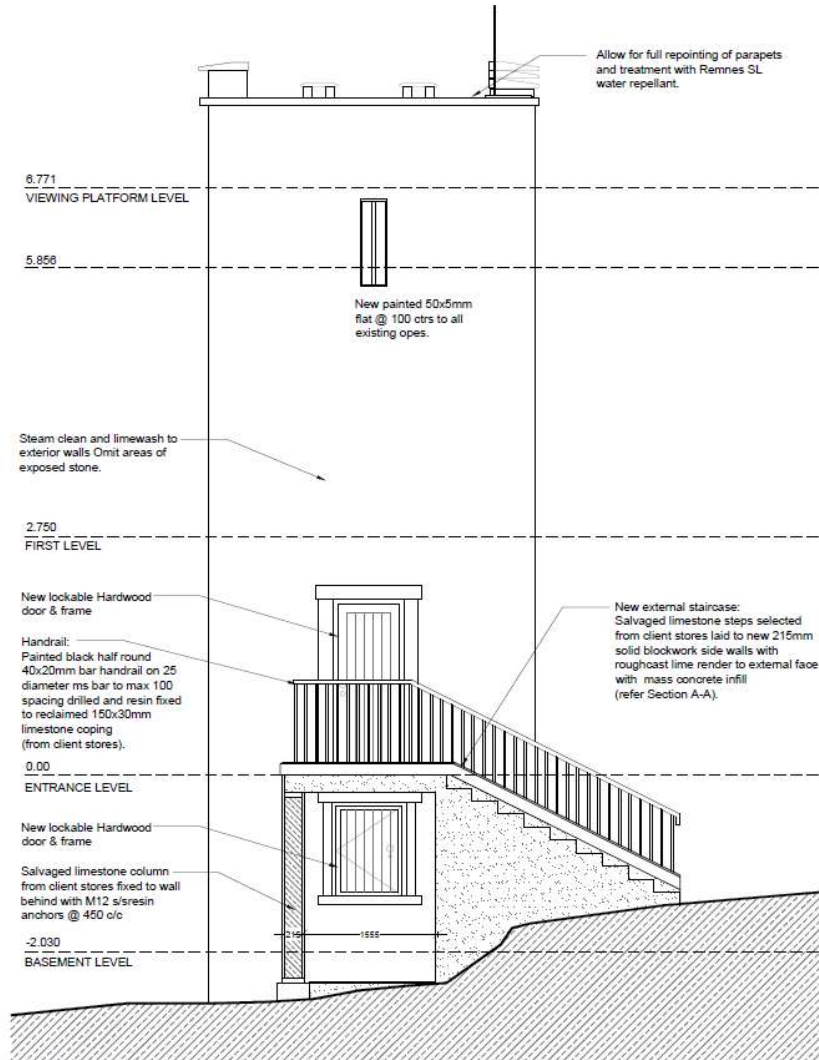 Allow for full repointing of parapets
and treatment with Remnes SL
water repellant.
6.771
VIEWING PLATFORM LEVEL
5.856
New painted 50x5mm
flat @ 100 ctrs to all
existing opes.
Steam clean and limewash to
exterior walls Omit areas of
exposed stone.
2.750
FIRST LEVEL
New lockable Hardwood
door & frame
Handrail:
Painted black half round
40x20mm bar handrail on 25
diameter ms bar to max 100
spacing drilled and resin fixed
to reclaimed 150x30mm
limestone coping
(from client stores).
New external staircase:
Salvaged limestone steps selected
from client stores laid to new 215mm
solid blockwork side walls with
roughcast lime render to external face
with mass concrete infill
(refer Section A-A).
0.00
ENTRANCE LEVEL
New lockable Hardwood
door & frame
Salvaged limestone column
from client stores fixed to wall
behind with M12 s/sresin
anchors @ 450 c/c
215
1555
-2.030
BASEMENT LEVEL